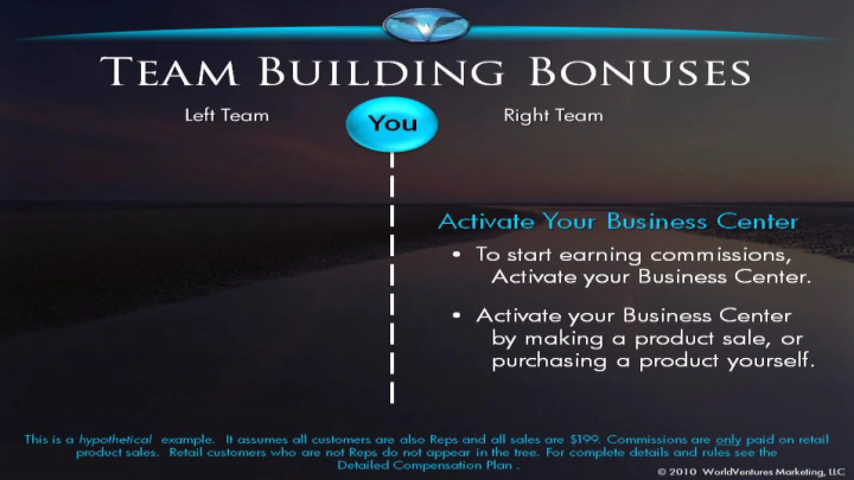 TEAM BUILDING BONUSES
Left Team
You
Right Team
Activate Your Business Center
• To start earning commissions,
Activate your Business Center.
• Activate your Business Center
by making a product sale, or
purchasing a product yourself.
This is a hypothetical example. It assumes all customers are also Reps and all sales are $199. Commissions are only paid on retail
product sales. Retail customers who are not Reps do not appear in the tree. For complete details and rules see the
Detailed Compensation Plan .
© 2010 WorldVentures Marketing, LLC